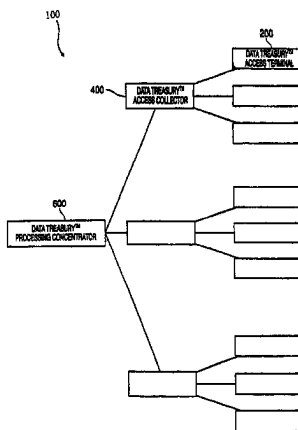 100
200
DATA TREASURY™
ACCESS TERMINAL
400
DATA TREASURY™
ACCESS COLLECTOR
600
DATA TREASURY™
PROCESSING CONCENTRATOR